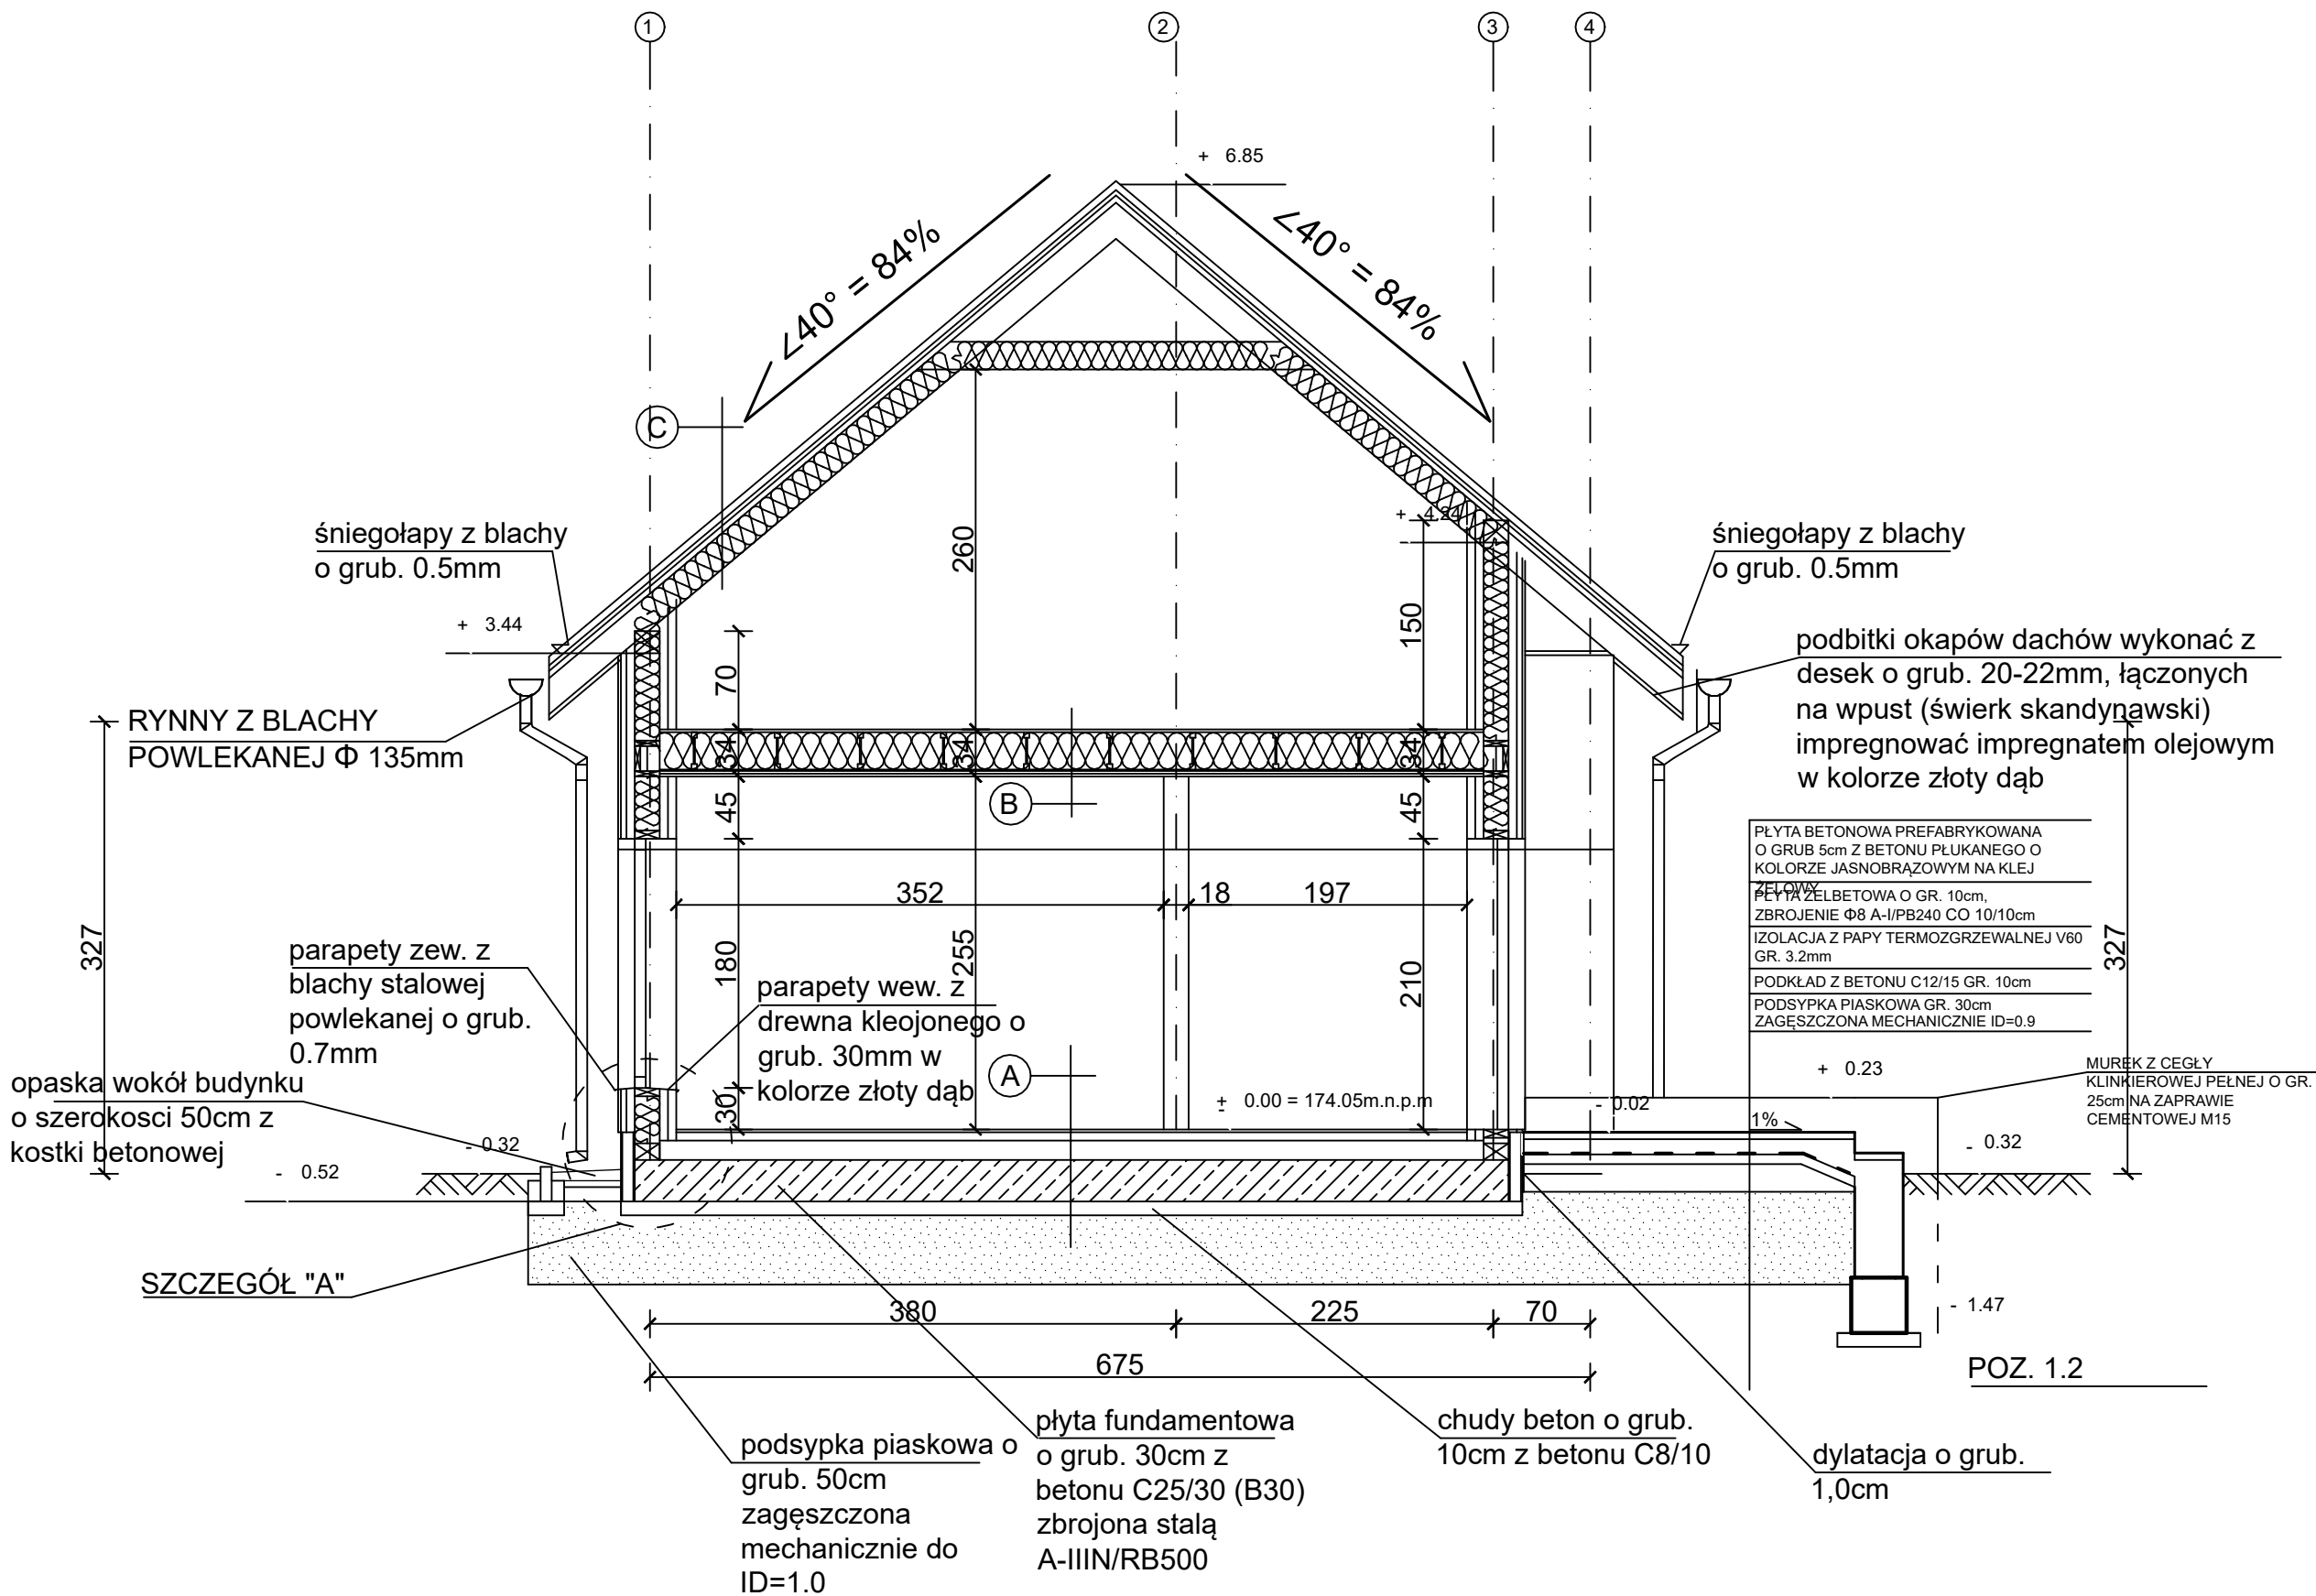 1
2
3
4
+ 6.85
∠40° = 84%
∠40° = 84%
C
śniegołapy z blachy
o grub. 0.5mm
+ 3.44
+ 4.24
śniegołapy z blachy
o grub. 0.5mm
podbitki okapów dachów wykonać z
desek o grub. 20-22mm, łączonych
na wpust (świerk skandynawski)
impregnować impregnatem olejowym
w kolorze złoty dąb
RYNNY Z BLACHY
POWLEKANEJ Φ 135mm
260
150
70
34
34
34
45
45
B
352
18
197
180
255
210
30
327
327
PŁYTA BETONOWA PREFABRYKOWANA
O GRUB 5cm Z BETONU PŁUKANEGO O
KOLORZE JASNOBRĄZOWYM NA KLEJ
ŻELOWY
PŁYTA ŻELBETOWA O GR. 10cm,
ZBROJENIE Φ8 A-I/PB240 CO 10/10cm
IZOLACJA Z PAPY TERMOZGRZEWALNEJ V60
GR. 3.2mm
PODKŁAD Z BETONU C12/15 GR. 10cm
PODSYPKA PIASKOWA GR. 30cm
ZAGĘSZCZONA MECHANICZNIE ID=0.9
parapety zew. z
blachy stalowej
powlekanej o grub.
0.7mm
parapety wew. z
drewna kleojonego o
grub. 30mm w
kolorze złoty dąb
A
opaska wokół budynku
o szerokosci 50cm z
kostki betonowej
± 0.00 = 174.05m.n.p.m
- 0.02
+ 0.23
1%
MUREK Z CEGŁY
KLINKIEROWEJ PEŁNEJ O GR.
25cm NA ZAPRAWIE
CEMENTOWEJ M15
- 0.32
- 0.32
- 0.52
- 1.47
SZCZEGÓŁ "A"
380
225
70
675
POZ. 1.2
podsypka piaskowa o
grub. 50cm
zagęszczona
mechanicznie do
ID=1.0
płyta fundamentowa
o grub. 30cm z
betonu C25/30 (B30)
zbrojona stalą
A-IIIN/RB500
chudy beton o grub.
10cm z betonu C8/10
dylatacja o grub.
1,0cm